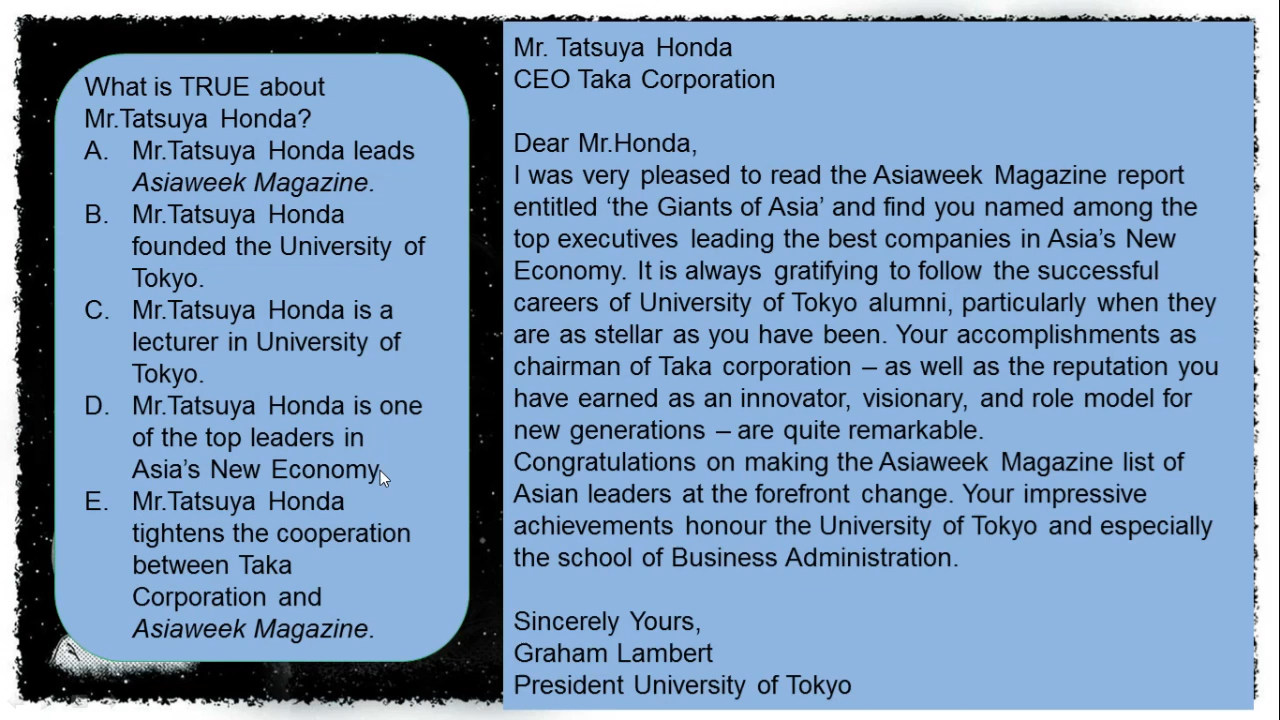 What is TRUE about
Mr.Tatsuya Honda?
A. Mr.Tatsuya Honda leads
Asiaweek Magazine.
B. Mr.Tatsuya Honda
founded the University of
Tokyo.
C. Mr.Tatsuya Honda is a
lecturer in University of
Tokyo.
D. Mr.Tatsuya Honda is one
of the top leaders in
Asia’s New Economy.
E. Mr.Tatsuya Honda
tightens the cooperation
between Taka
Corporation and
Asiaweek Magazine.
Mr. Tatsuya Honda
CEO Taka Corporation
Dear Mr.Honda,
I was very pleased to read the Asiaweek Magazine report
entitled ‘the Giants of Asia’ and find you named among the
top executives leading the best companies in Asia’s New
Economy. It is always gratifying to follow the successful
careers of University of Tokyo alumni, particularly when they
are as stellar as you have been. Your accomplishments as
chairman of Taka corporation – as well as the reputation you
have earned as an innovator, visionary, and role model for
new generations – are quite remarkable.
Congratulations on making the Asiaweek Magazine list of
Asian leaders at the forefront change. Your impressive
achievements honour the University of Tokyo and especially
the school of Business Administration.
Sincerely Yours,
Graham Lambert
President University of Tokyo